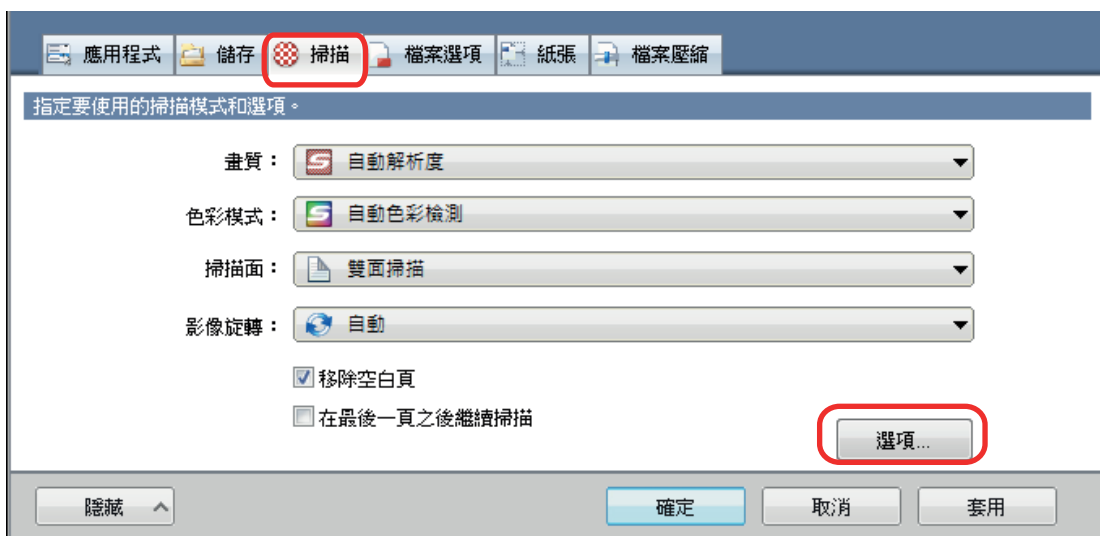 應用程式 儲存 掃描 檔案選項 紙張 檔案壓縮
指定要使用的掃描模式和選項。
畫質： 自動解析度
色彩模式： 自動色彩檢測
掃描面： 雙面掃描
影像旋轉： 自動
移除空白頁
在最後一頁之後繼續掃描
選項...
隱藏 確定 取消 套用